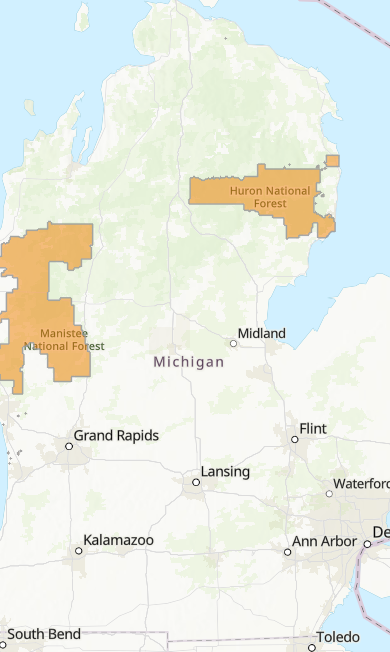 Huron National
Forest
Manistee
National Forest
Midland
Michigan
Grand Rapids
Flint
Lansing
Waterford
De
Kalamazoo
Ann Arbor
South Bend
Toledo